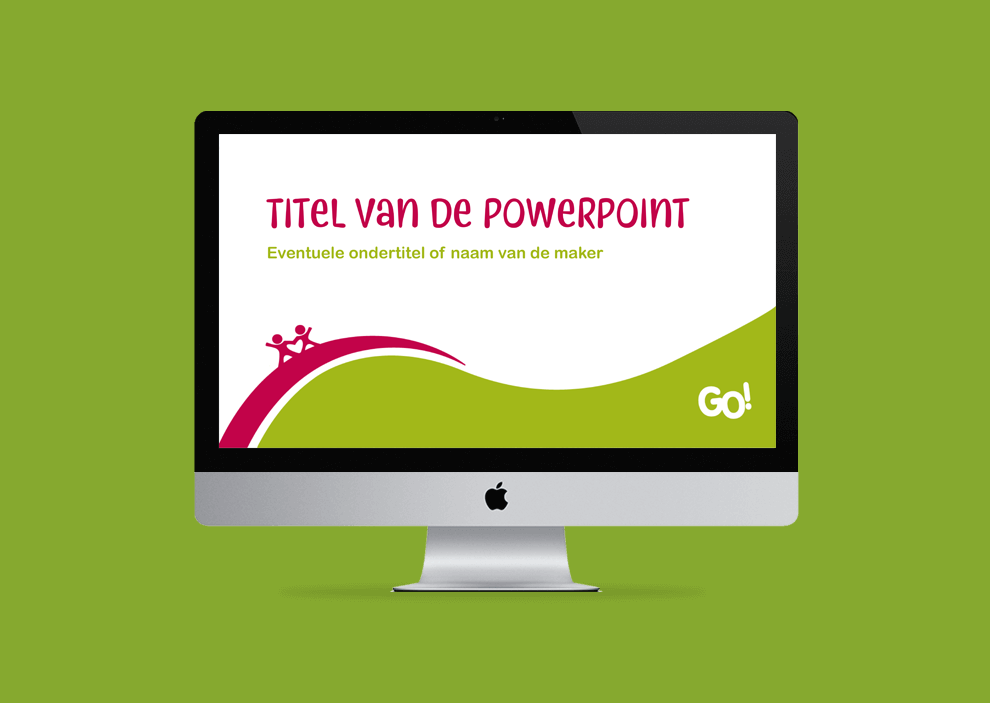 TITEL VAN DE POWERPOINT
Eventuele ondertitel of naam van de maker
GO!